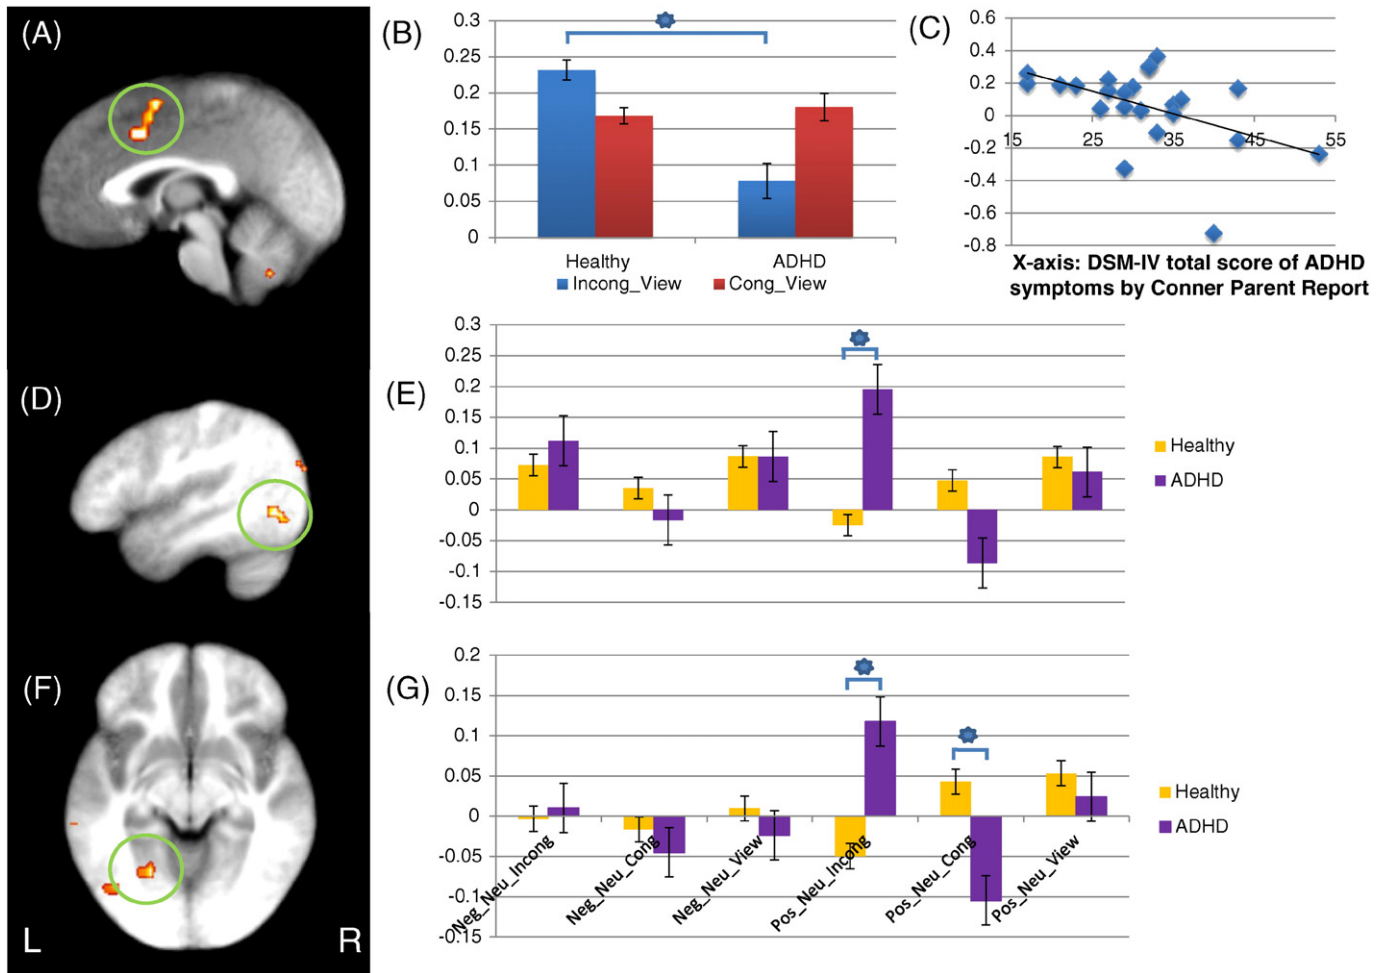 (A)
(B)
0.3
0.25
0.2
0.15
0.1
0.05
0
Healthy
ADHD
Incong_View
Cong_View
(C)
0.6
0.4
0.2
0
-0.2
-0.4
-0.6
-0.8
15
25
35
45
55
X-axis: DSM-IV total score of ADHD
symptoms by Conner Parent Report
(D)
(E)
0.3
0.25
0.2
0.15
0.1
0.05
0
-0.05
-0.1
-0.15
Healthy
ADHD
(F)
L
R
(G)
0.2
0.15
0.1
0.05
0
-0.05
-0.1
-0.15
Neg_Neu_Incong
Neg_Neu_Cong
Neg_Neu_View
Pos_Neu_Incong
Pos_Neu_Cong
Pos_Neu_View
Healthy
ADHD